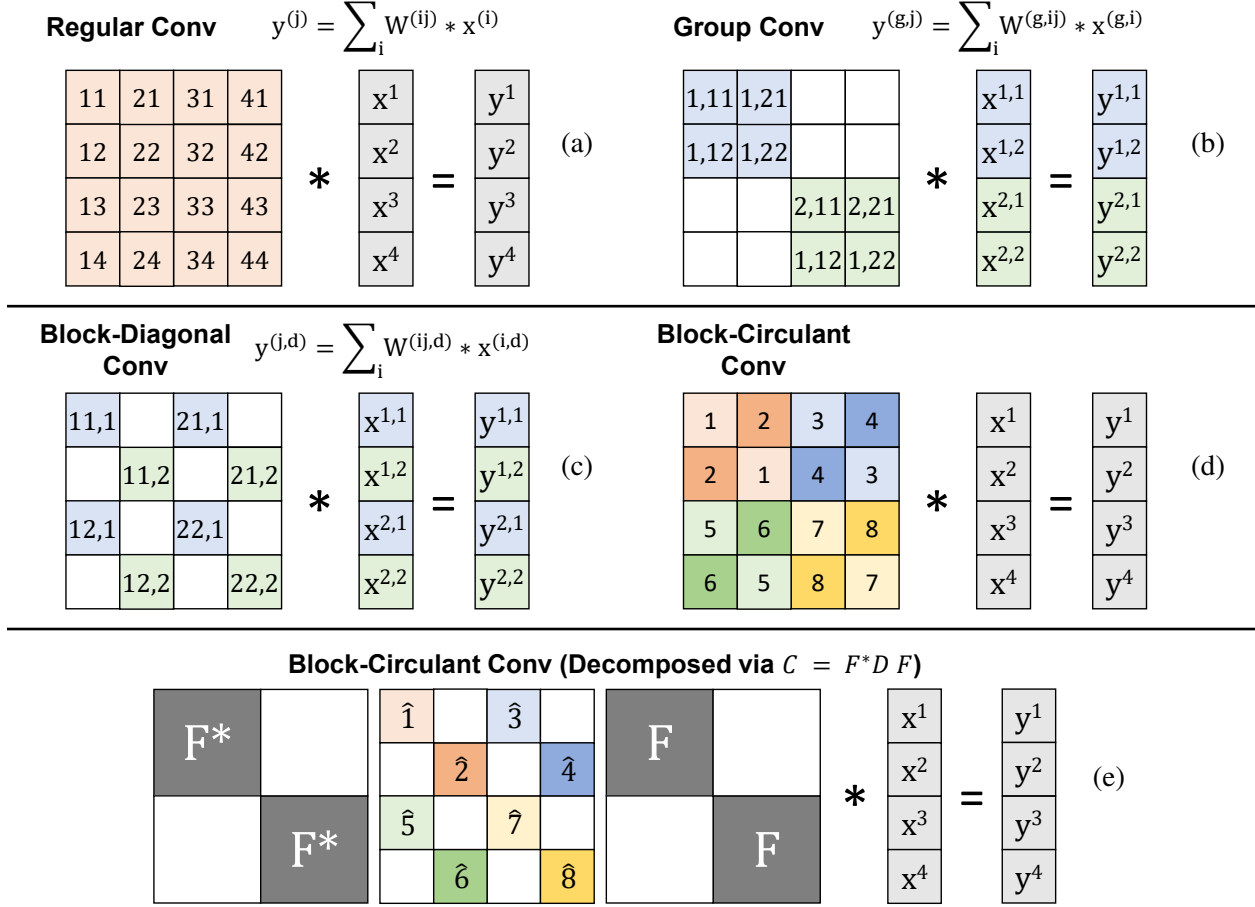 Regular Conv y^(j) = ∑_i W^(ij) * x^(i)
11 21 31 41 x^1 y^1
12 22 32 42 x^2 y^2
* =
13 23 33 43 x^3 y^3
14 24 34 44 x^4 y^4
(a)
Group Conv y^(g,j) = ∑_i W^(g,ij) * x^(g,i)
1,11 1,21 x^1,1 y^1,1
1,12 1,22 x^1,2 y^1,2
* =
2,11 2,21 x^2,1 y^2,1
1,12 1,22 x^2,2 y^2,2
(b)
Block-Diagonal
Conv
y^(j,d) = ∑_i W^(ij,d) * x^(i,d)
11,1 21,1 x^1,1 y^1,1
11,2 21,2 x^1,2 y^1,2
* =
12,1 22,1 x^2,1 y^2,1
12,2 22,2 x^2,2 y^2,2
(c)
Block-Circulant
Conv
1 2 3 4 x^1 y^1
2 1 4 3 x^2 y^2
* =
5 6 7 8 x^3 y^3
6 5 8 7 x^4 y^4
(d)
Block-Circulant Conv (Decomposed via C = F*D F)
F* 1̂ 3̂ F x^1 y^1
2̂ 4̂ x^2 y^2
* =
F* 5̂ 7̂ F x^3 y^3
6̂ 8̂ x^4 y^4
(e)